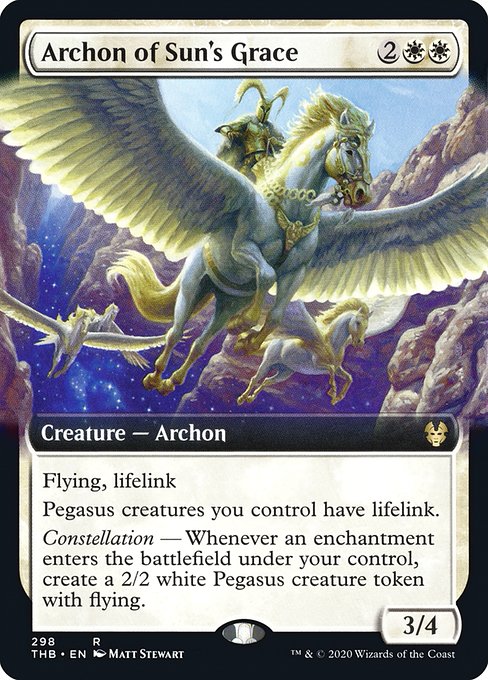 Archon of Sun's Grace 2
Creature — Archon
Flying, lifelink
Pegasus creatures you control have lifelink.
Constellation — Whenever an enchantment
enters the battlefield under your control,
create a 2/2 white Pegasus creature token
with flying.
3/4
298 R
THB • EN Matt Stewart ™ & © 2020 Wizards of the Coast